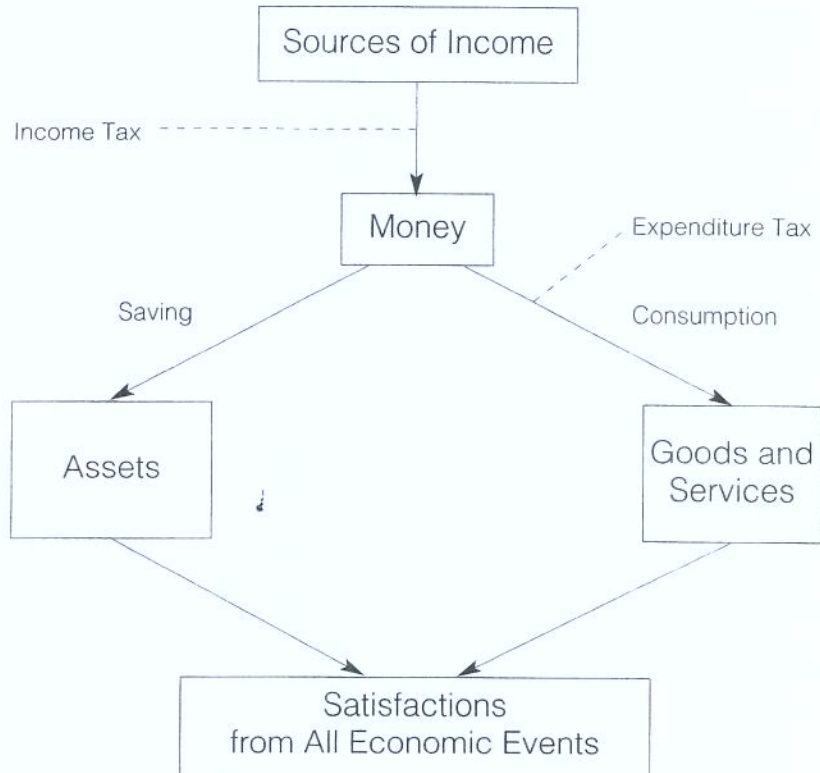 Sources of Income
Income Tax
Money
Expenditure Tax
Saving
Consumption
Assets
Goods and
Services
Satisfactions
from All Economic Events